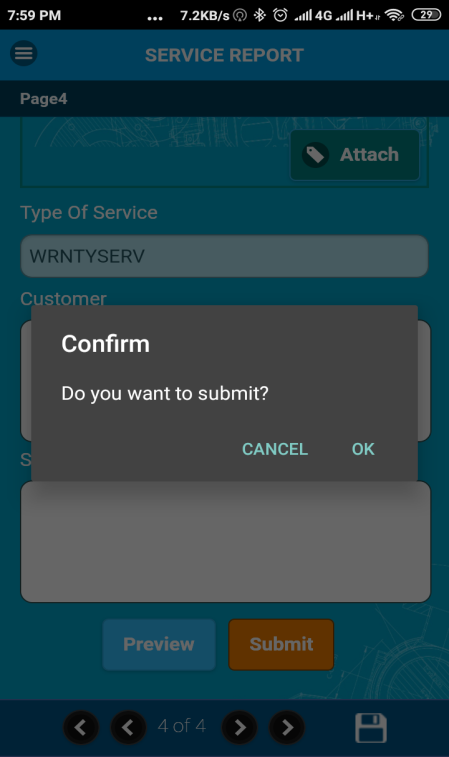 7:59 PM ... 7.2KB/s 4G H+ 29
SERVICE REPORT
Page4
Attach
Type Of Service
WRNTYSERV
Customer
Confirm
Do you want to submit?
CANCEL OK
S
Preview Submit
4 of 4